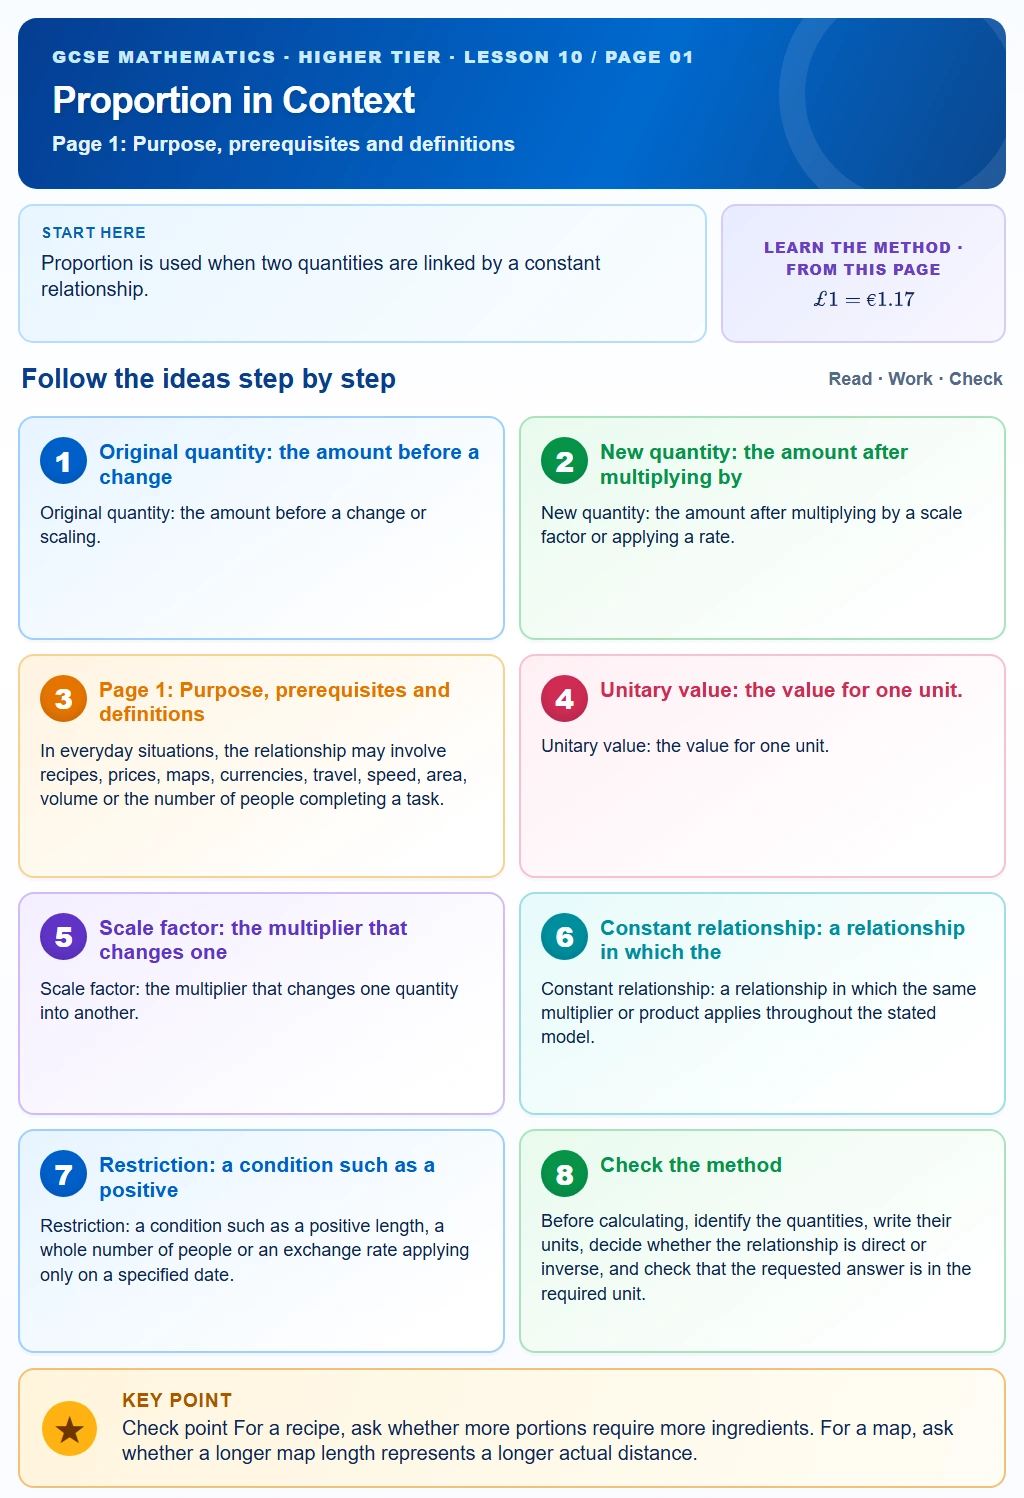 GCSE MATHEMATICS · HIGHER TIER · LESSON 10 / PAGE 01
Proportion in Context
Page 1: Purpose, prerequisites and definitions
START HERE
Proportion is used when two quantities are linked by a constant
relationship.
LEARN THE METHOD ·
FROM THIS PAGE
£1 = €1.17
Follow the ideas step by step
Read · Work · Check
1
Original quantity: the amount before a
change
Original quantity: the amount before a change or
scaling.
2
New quantity: the amount after
multiplying by
New quantity: the amount after multiplying by a scale
factor or applying a rate.
3
Page 1: Purpose, prerequisites and
definitions
In everyday situations, the relationship may involve
recipes, prices, maps, currencies, travel, speed, area,
volume or the number of people completing a task.
4
Unitary value: the value for one unit.
Unitary value: the value for one unit.
5
Scale factor: the multiplier that
changes one
Scale factor: the multiplier that changes one quantity
into another.
6
Constant relationship: a relationship
in which the
Constant relationship: a relationship in which the same
multiplier or product applies throughout the stated
model.
7
Restriction: a condition such as a
positive
Restriction: a condition such as a positive length, a
whole number of people or an exchange rate applying
only on a specified date.
8
Check the method
Before calculating, identify the quantities, write their
units, decide whether the relationship is direct or
inverse, and check that the requested answer is in the
required unit.
KEY POINT
Check point For a recipe, ask whether more portions require more ingredients. For a map, ask
whether a longer map length represents a longer actual distance.